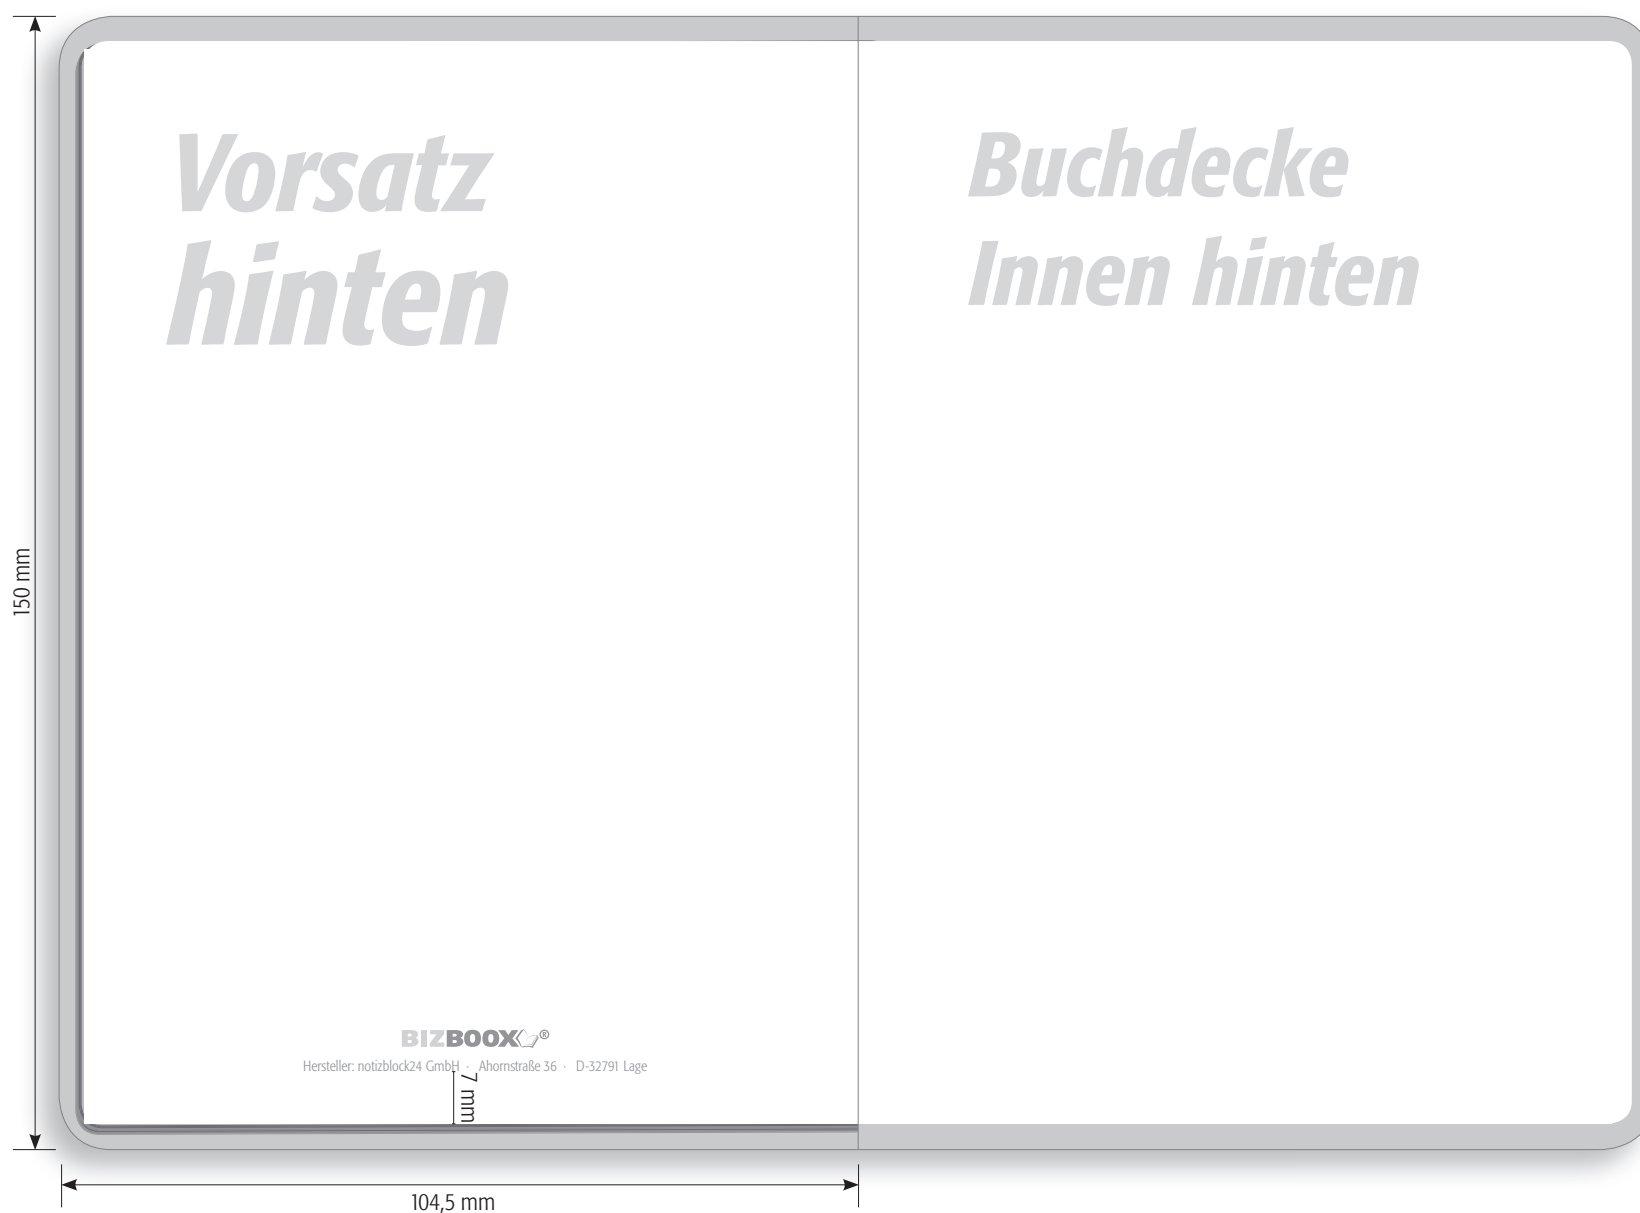 Vorsatz
hinten
Buchdecke
Innen hinten
150 mm
BIZBOOX®
Hersteller: notizblock24 GmbH · Ahornstraße 36 · D-32791 Lage
7 mm
104,5 mm